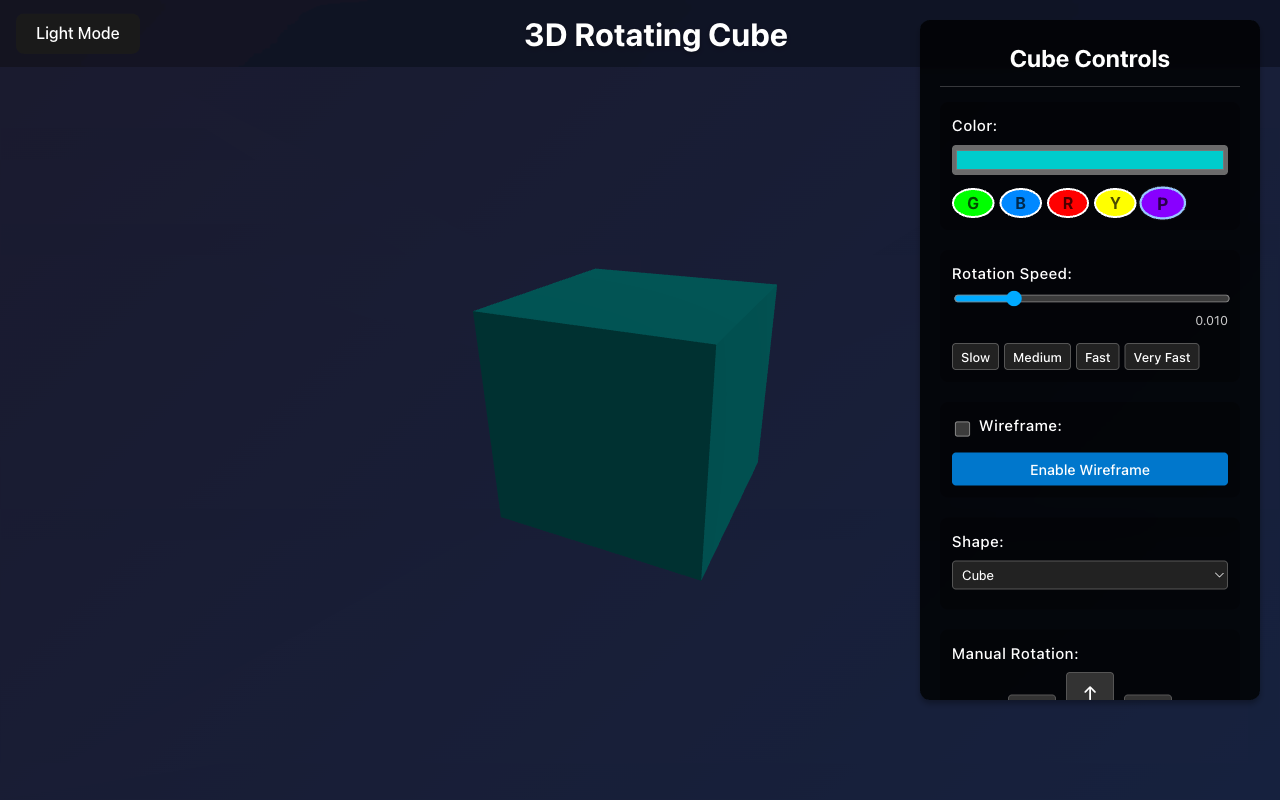 Light Mode
3D Rotating Cube
Cube Controls
Color:
G B R Y P
Rotation Speed:
0.010
Slow Medium Fast Very Fast
Wireframe:
Enable Wireframe
Shape:
Cube
Manual Rotation:
↑